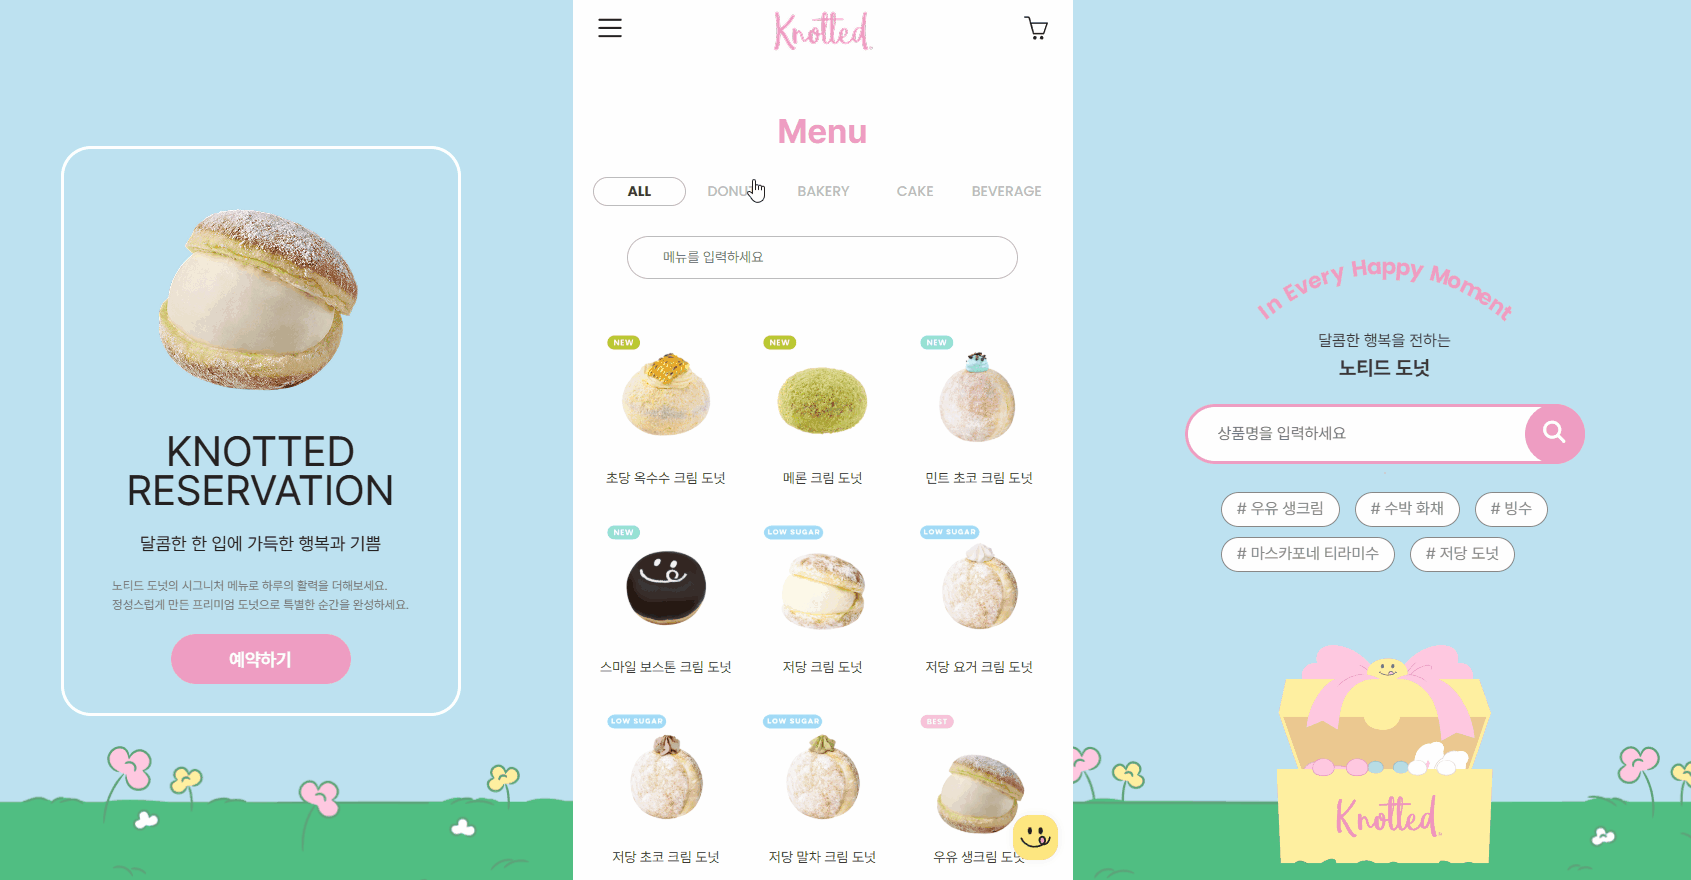 KNOTTED
RESERVATION
달콤한 한 입에 가득한 행복과 기쁨
노티드 도넛의 시그니처 메뉴로 하루의 활력을 더해보세요.
정성스럽게 만든 프리미엄 도넛으로 특별한 순간을 완성하세요.
예약하기
Knotted
Menu
ALL
BAKERY
CAKE
BEVERAGE
메뉴를 입력하세요
NEW
NEW
NEW
초당 옥수수 크림 도넛
메론 크림 도넛
민트 초코 크림 도넛
NEW
LOW SUGAR
LOW SUGAR
스마일 보스톤 크림 도넛
저당 크림 도넛
저당 요거 크림 도넛
LOW SUGAR
LOW SUGAR
BEST
저당 초코 크림 도넛
저당 말차 크림 도넛
우유 생크림 도넛
In Every Happy Moment
달콤한 행복을 전하는
노티드 도넛
상품명을 입력하세요
# 우유 생크림
# 수박 화채
# 빙수
# 마스카포네 티라미수
# 저당 도넛
Knotted